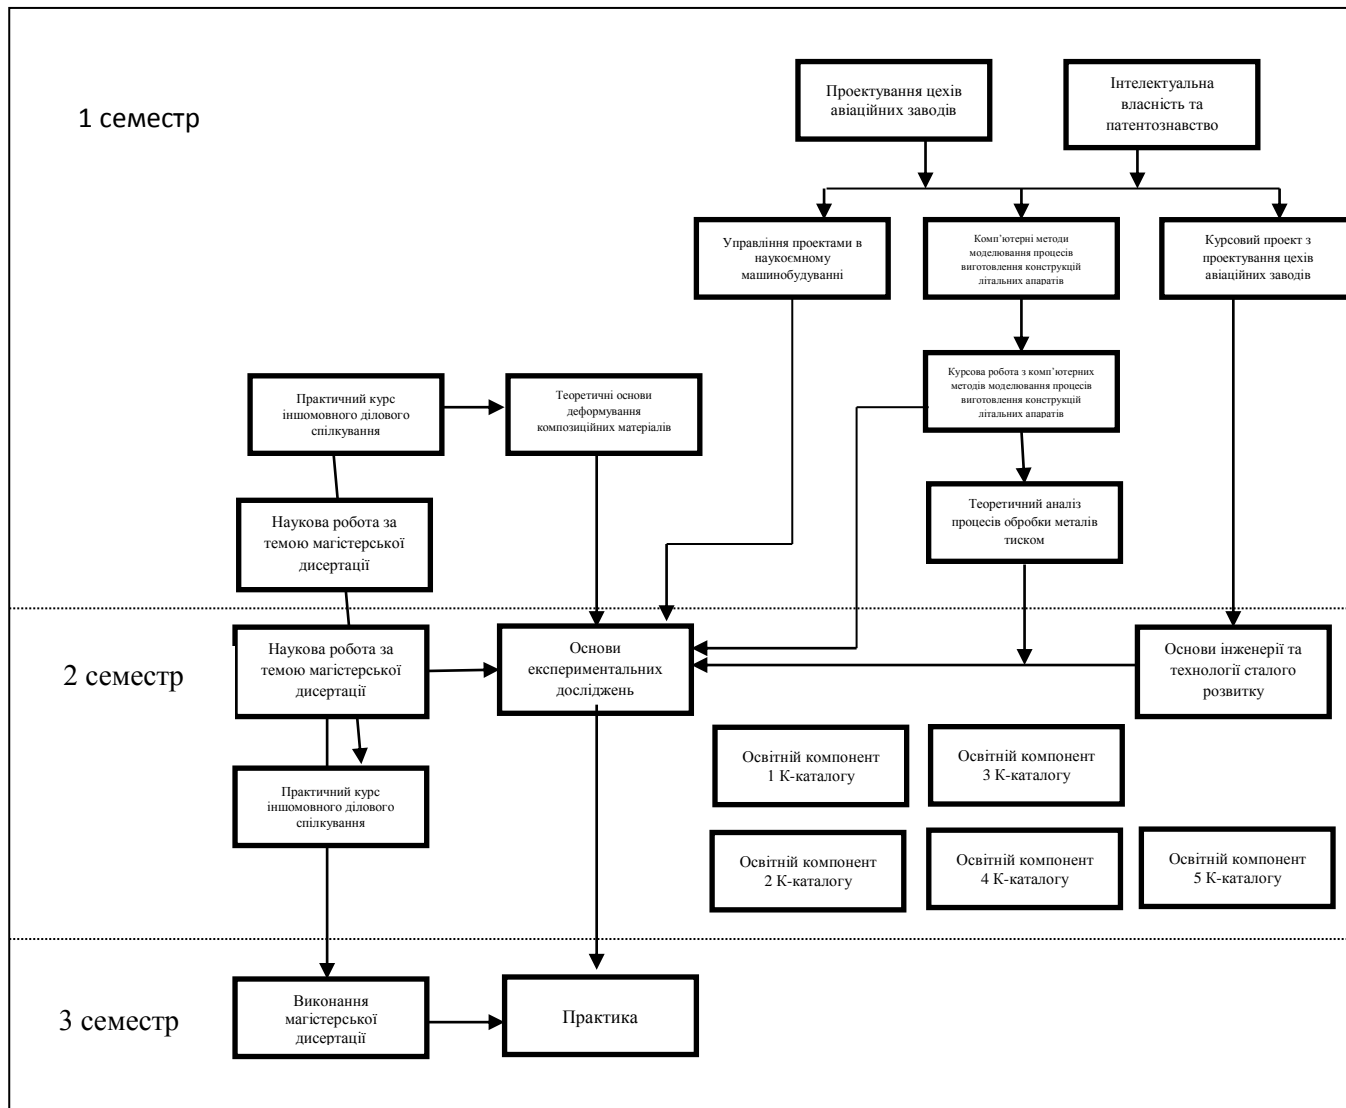 1 семестр
Проектування цехів
авіаційних заводів
Інтелектуальна
власність та
патентознавство
Управління проектами в
наукоємному
машинобудуванні
Комп’ютерні методи
моделювання процесів
виготовлення конструкцій
літальних апаратів
Курсовий проект з
проектування цехів
авіаційних заводів
Практичний курс
іншомовного ділового
спілкування
Теоретичні основи
деформування
композиційних матеріалів
Курсова робота з комп’ютерних
методів моделювання процесів
виготовлення конструкцій
літальних апаратів
Наукова робота за
темою магістерської
дисертації
Теоретичний аналіз
процесів обробки металів
тиском
2 семестр
Наукова робота за
темою магістерської
дисертації
Основи
експериментальних
досліджень
Основи інженерії та
технології сталого
розвитку
Освітній компонент
1 К-каталогу
Освітній компонент
3 К-каталогу
Практичний курс
іншомовного ділового
спілкування
Освітній компонент
2 К-каталогу
Освітній компонент
4 К-каталогу
Освітній компонент
5 К-каталогу
3 семестр
Виконання
магістерської
дисертації
Практика